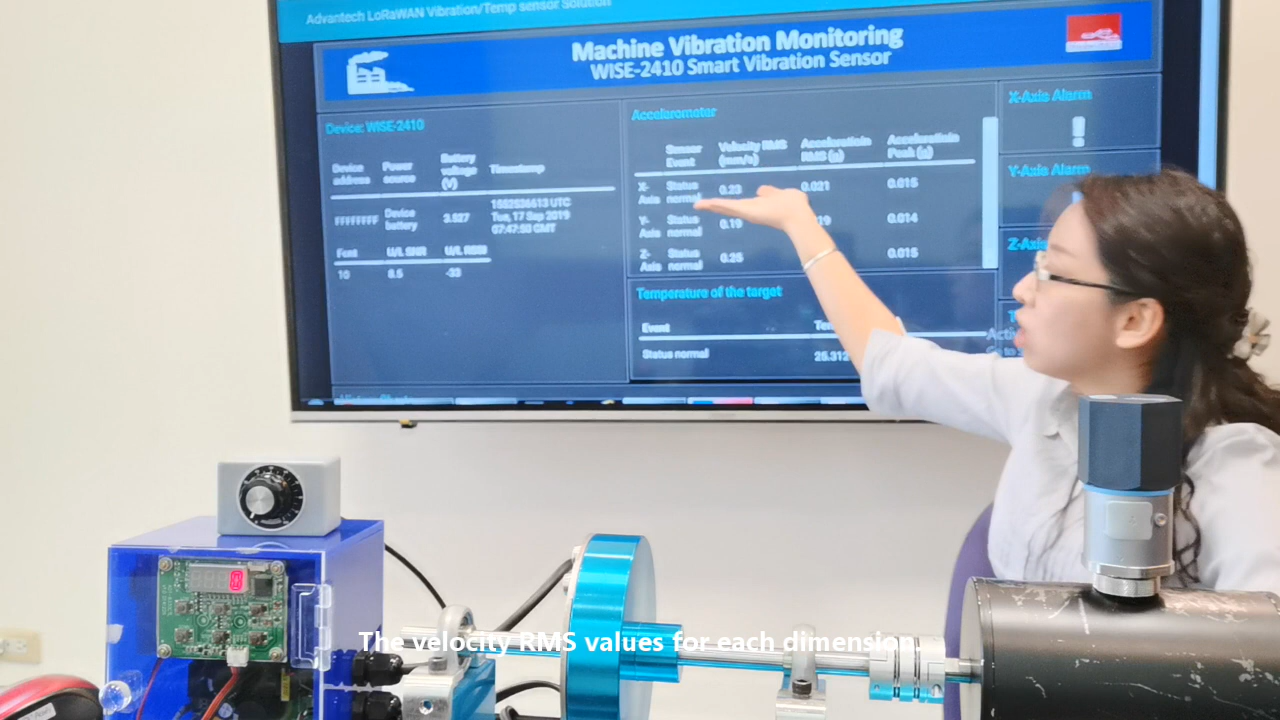 Advantech LoRaWAN Vibration/Temp sensor Solution
Machine Vibration Monitoring
WISE-2410 Smart Vibration Sensor
Device: WISE-2410
Device address Power source Battery voltage (V) Timestamp
FFFFFFFF Device battery 3.527 1552536613 UTC
Tue, 17 Sep 2019
07:47:50 GMT
Fcnt U/L SNR U/L RSSI
10 8.5 -33
Accelerometer
Sensor Event Velocity RMS (mm/s) Acceleration RMS (g) Acceleration Peak (g)
X-Axis Status normal 0.23 0.021 0.015
Y-Axis Status normal 0.19 0.014
Z-Axis Status normal 0.25 0.015
Temperature of the target
Event
Status normal 25.312
X-Axis Alarm
Y-Axis Alarm
The velocity RMS values for each dimension.